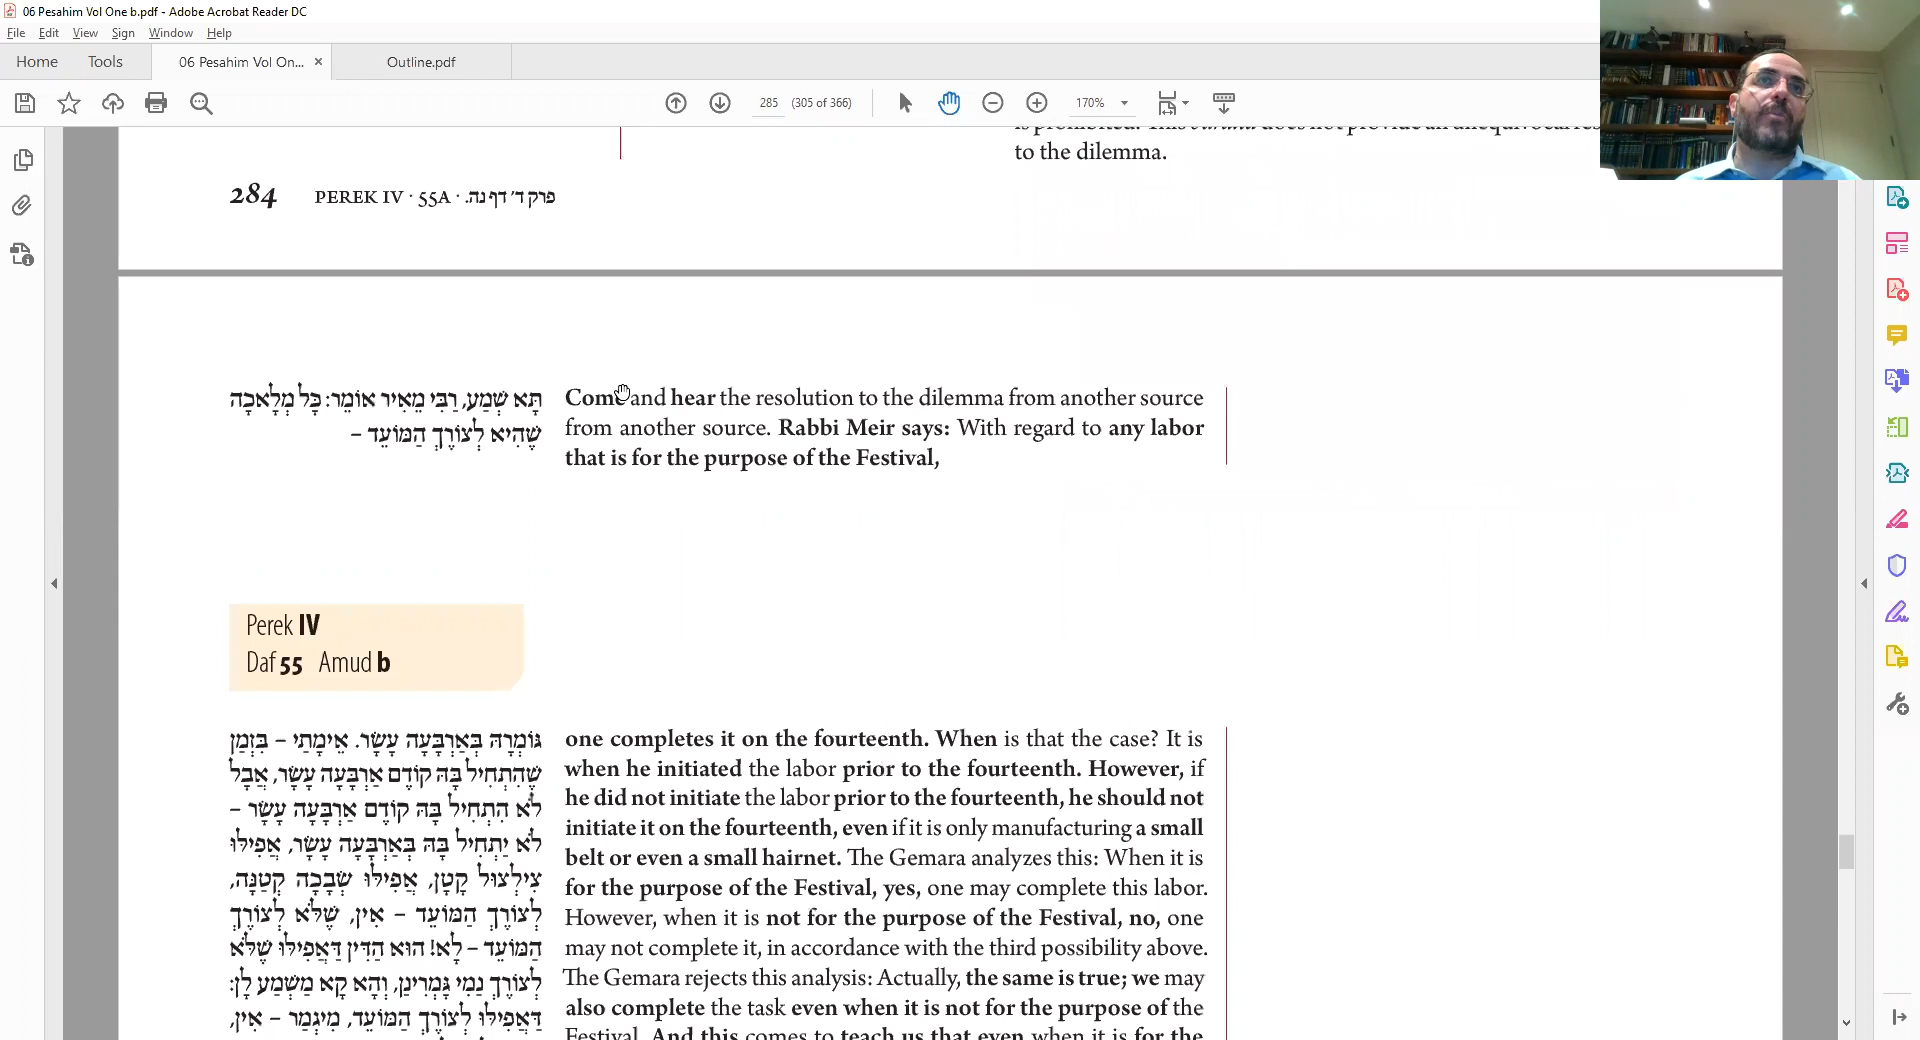 06 Pesahim Vol One b.pdf - Adobe Acrobat Reader DC
File Edit View Sign Window Help
Home Tools 06 Pesahim Vol On... × Outline.pdf
285 (305 of 366) 170%
to the dilemma.
284 PEREK IV · 55A · פרק ד׳ דף נה.
תָּא שְׁמַע, רַבִּי מֵאִיר אוֹמֵר: כָּל מְלָאכָה
שֶׁהִיא לְצוֹרֶךְ הַמּוֹעֵד –
Come and hear the resolution to the dilemma from another source
from another source. Rabbi Meir says: With regard to any labor
that is for the purpose of the Festival,
Perek IV
Daf 55 Amud b
גּוֹמְרָהּ בְּאַרְבָּעָה עָשָׂר. אֵימָתַי – בִּזְמַן
שֶׁהִתְחִיל בָּהּ קוֹדֶם אַרְבָּעָה עָשָׂר, אֲבָל
לֹא הִתְחִיל בָּהּ קוֹדֶם אַרְבָּעָה עָשָׂר –
לֹא יַתְחִיל בָּהּ בְּאַרְבָּעָה עָשָׂר, אֲפִילּוּ
צִילְצוּל קָטָן, אֲפִילּוּ שְׂבָכָה קְטַנָּה,
לְצוֹרֶךְ הַמּוֹעֵד – אִין, שֶׁלֹּא לְצוֹרֶךְ
הַמּוֹעֵד – לָא! הוּא הַדִּין דַּאֲפִילּוּ שֶׁלֹּא
לְצוֹרֶךְ נַמִי גָּמְרִינַן, וְהָא קָא מַשְׁמַע לָן:
דַּאֲפִילּוּ לְצוֹרֶךְ הַמּוֹעֵד, מִיגְמַר – אִין,
one completes it on the fourteenth. When is that the case? It is
when he initiated the labor prior to the fourteenth. However, if
he did not initiate the labor prior to the fourteenth, he should not
initiate it on the fourteenth, even if it is only manufacturing a small
belt or even a small hairnet. The Gemara analyzes this: When it is
for the purpose of the Festival, yes, one may complete this labor.
However, when it is not for the purpose of the Festival, no, one
may not complete it, in accordance with the third possibility above.
The Gemara rejects this analysis: Actually, the same is true; we may
also complete the task even when it is not for the purpose of the
Festival. And this comes to teach us that even when it is for the